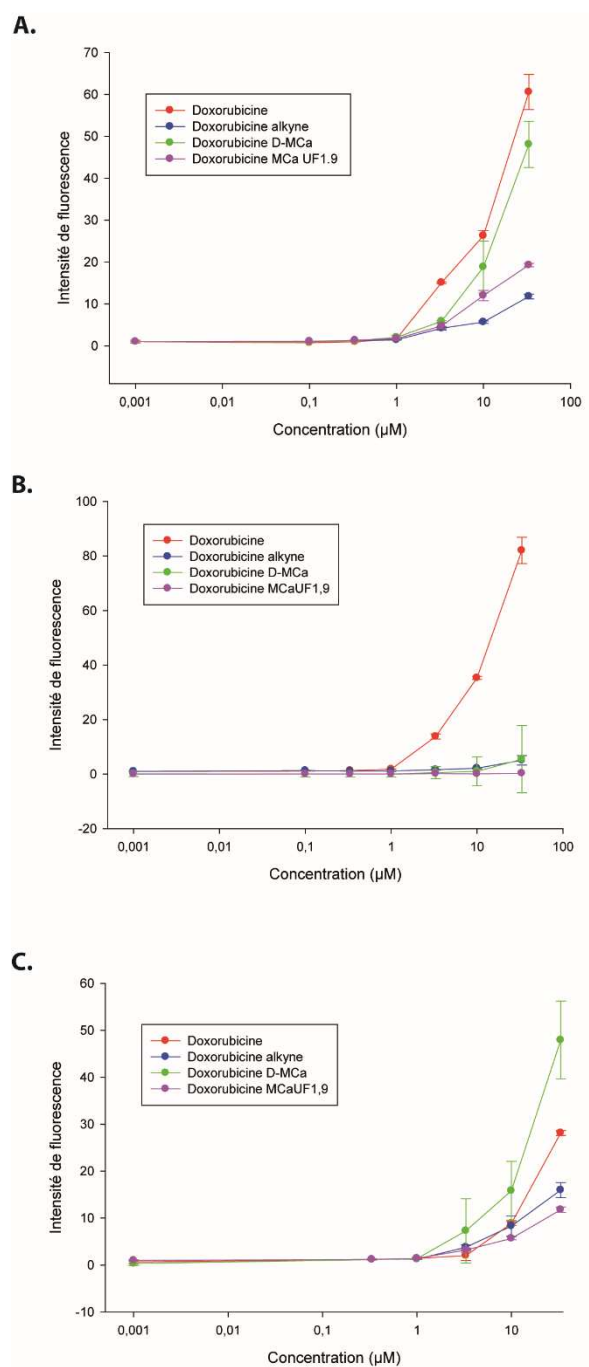 A.
70
60
50
40
30
20
10
0
Intensité de fluorescence
Doxorubicine
Doxorubicine alkyne
Doxorubicine D-MCa
Doxorubicine MCa UF1.9
0,001 0,01 0,1 1 10 100
Concentration (µM)
B.
100
80
60
40
20
0
-20
Intensité de fluorescence
Doxorubicine
Doxorubicine alkyne
Doxorubicine D-MCa
Doxorubicine MCaUF1,9
0,001 0,01 0,1 1 10 100
Concentration (µM)
C.
60
50
40
30
20
10
0
-10
Intensité de fluorescence
Doxorubicine
Doxorubicine alkyne
Doxorubicine D-MCa
Doxorubicine MCaUF1,9
0,001 0,01 0,1 1 10
Concentration (µM)